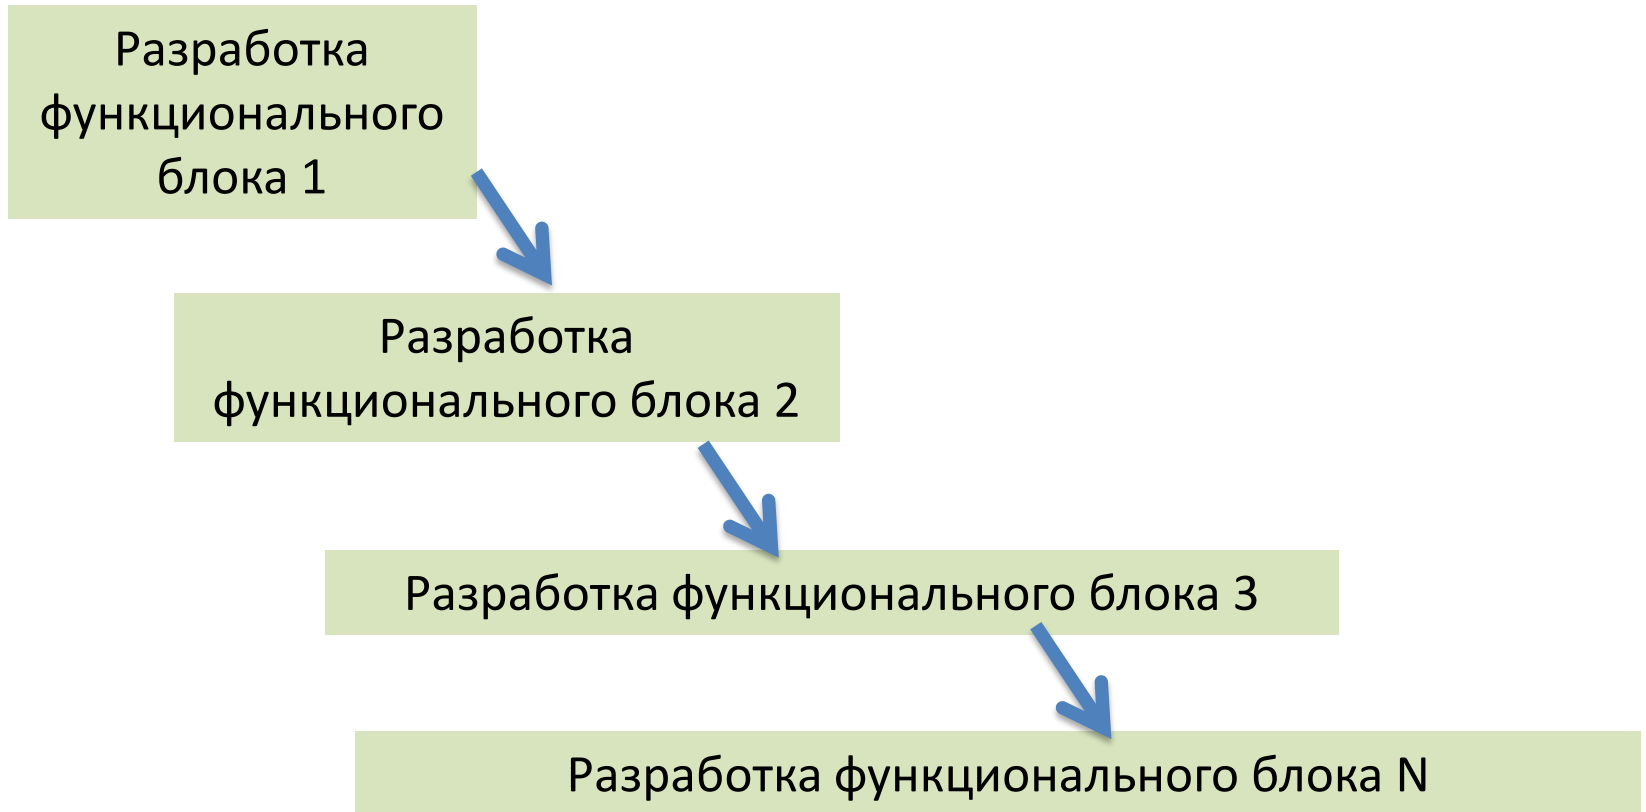 Разработка
функционального
блока 1
Разработка
функционального блока 2
Разработка функционального блока 3
Разработка функционального блока N